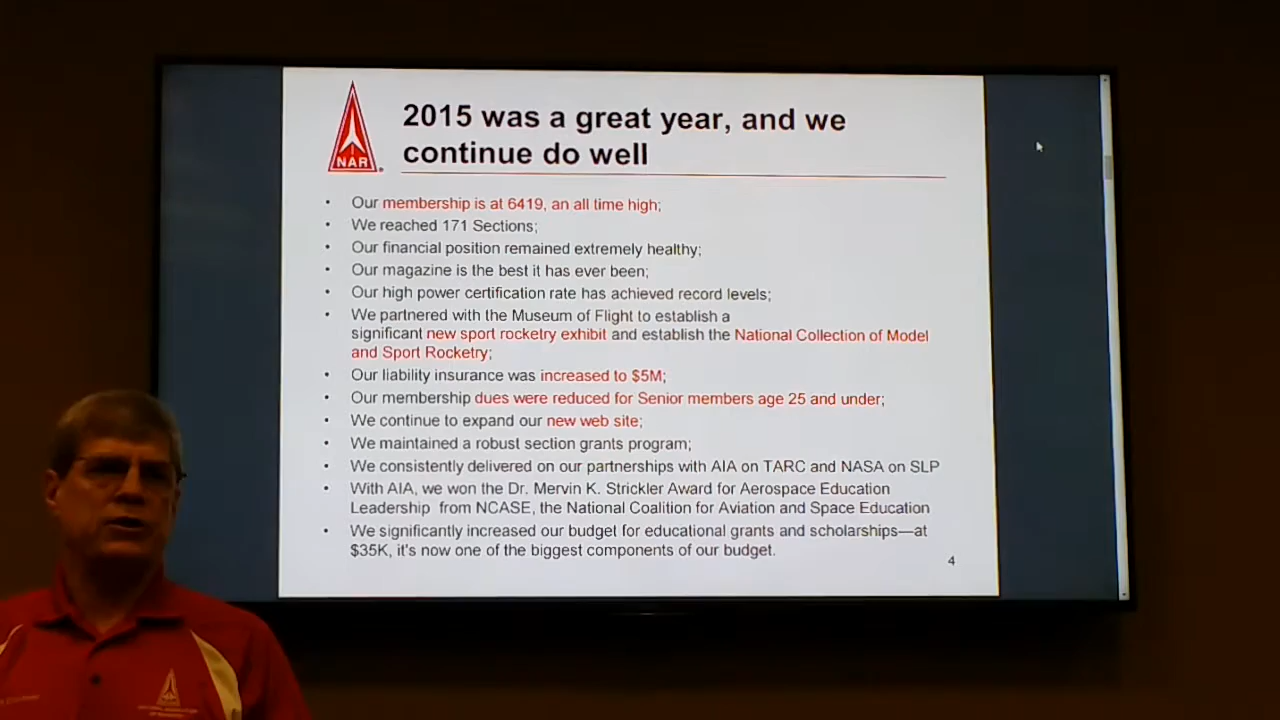 NAR
2015 was a great year, and we
continue do well
• Our membership is at 6419, an all time high;
• We reached 171 Sections;
• Our financial position remained extremely healthy;
• Our magazine is the best it has ever been;
• Our high power certification rate has achieved record levels;
• We partnered with the Museum of Flight to establish a
significant new sport rocketry exhibit and establish the National Collection of Model
and Sport Rocketry;
• Our liability insurance was increased to $5M;
• Our membership dues were reduced for Senior members age 25 and under;
• We continue to expand our new web site;
• We maintained a robust section grants program;
• We consistently delivered on our partnerships with AIA on TARC and NASA on SLP
• With AIA, we won the Dr. Mervin K. Strickler Award for Aerospace Education
Leadership from NCASE, the National Coalition for Aviation and Space Education
• We significantly increased our budget for educational grants and scholarships—at
$35K, it's now one of the biggest components of our budget.
4